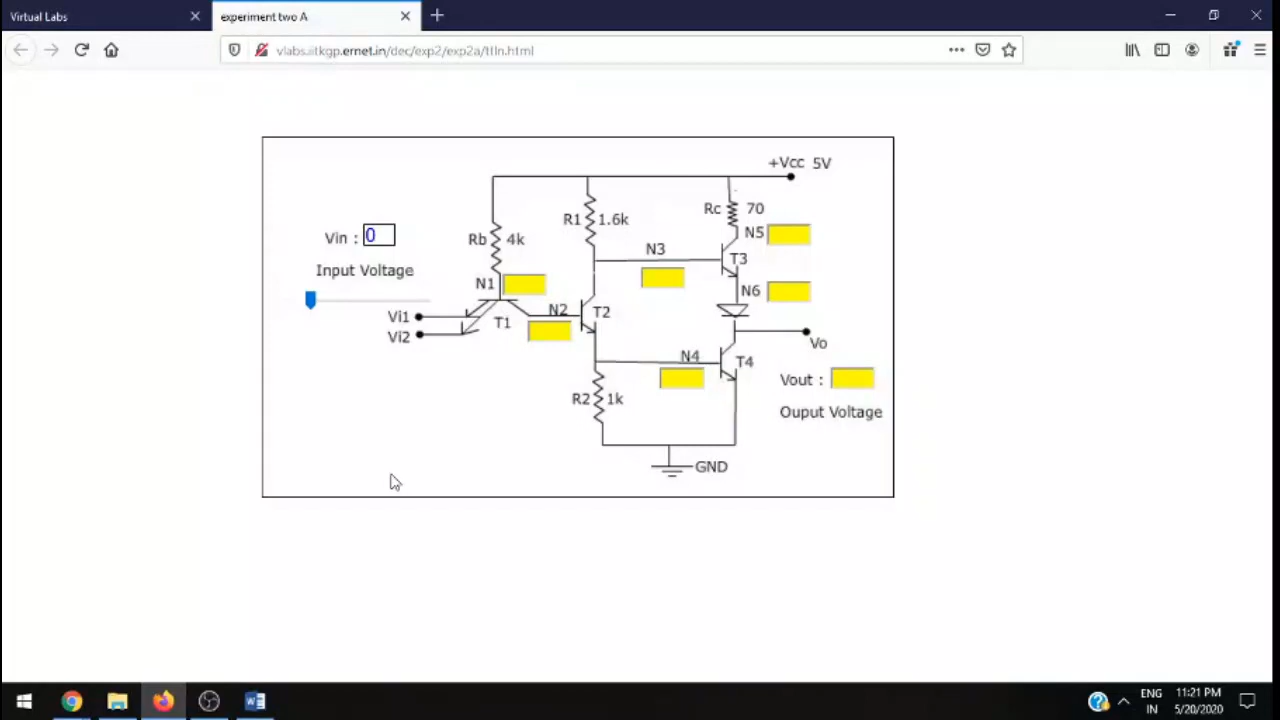 Virtual Labs
experiment two A
vlabs.iitkgp.ernet.in/dec/exp2/exp2a/ttln.html
+Vcc 5V
R1 1.6k
Rc 70
N5
Vin : 0
Rb 4k
N3
T3
Input Voltage
N1
N6
Vi1
N2
T2
T1
Vi2
Vo
N4
T4
Vout :
R2 1k
Ouput Voltage
GND
ENG
IN
11:21 PM
5/20/2020